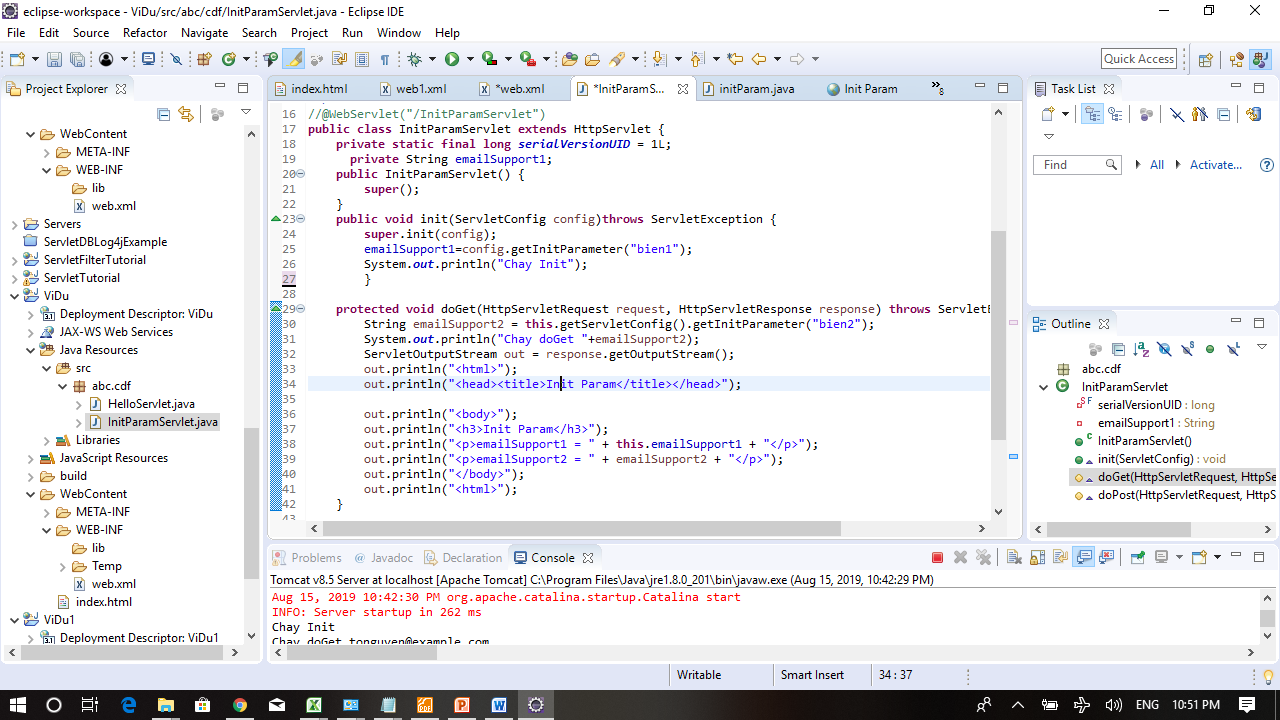 eclipse-workspace - ViDu/src/abc/cdf/InitParamServlet.java - Eclipse IDE
File Edit Source Refactor Navigate Search Project Run Window Help
Quick Access
Project Explorer
WebContent
META-INF
WEB-INF
lib
web.xml
Servers
ServletDBLog4jExample
ServletFilterTutorial
ServletTutorial
ViDu
Deployment Descriptor: ViDu
JAX-WS Web Services
Java Resources
src
abc.cdf
HelloServlet.java
InitParamServlet.java
Libraries
JavaScript Resources
build
WebContent
META-INF
WEB-INF
lib
Temp
web.xml
index.html
ViDu1
Deployment Descriptor: ViDu1
index.html web1.xml *web.xml *InitParamS... initParam.java Init Param »8
16 //@WebServlet("/InitParamServlet")
17 public class InitParamServlet extends HttpServlet {
18 private static final long serialVersionUID = 1L;
19 private String emailSupport1;
20 public InitParamServlet() {
21 super();
22 }
23 public void init(ServletConfig config)throws ServletException {
24 super.init(config);
25 emailSupport1=config.getInitParameter("bien1");
26 System.out.println("Chay Init");
27 }
28
29 protected void doGet(HttpServletRequest request, HttpServletResponse response) throws ServletE
30 String emailSupport2 = this.getServletConfig().getInitParameter("bien2");
31 System.out.println("Chay doGet "+emailSupport2);
32 ServletOutputStream out = response.getOutputStream();
33 out.println("<html>");
34 out.println("<head><title>Init Param</title></head>");
35
36 out.println("<body>");
37 out.println("<h3>Init Param</h3>");
38 out.println("<p>emailSupport1 = " + this.emailSupport1 + "</p>");
39 out.println("<p>emailSupport2 = " + emailSupport2 + "</p>");
40 out.println("</body>");
41 out.println("<html>");
42 }
43
Task List
Find All Activate...
Outline
abc.cdf
InitParamServlet
serialVersionUID : long
emailSupport1 : String
InitParamServlet()
init(ServletConfig) : void
doGet(HttpServletRequest, HttpSe
doPost(HttpServletRequest, HttpS
Problems Javadoc Declaration Console
Tomcat v8.5 Server at localhost [Apache Tomcat] C:\Program Files\Java\jre1.8.0_201\bin\javaw.exe (Aug 15, 2019, 10:42:29 PM)
Aug 15, 2019 10:42:30 PM org.apache.catalina.startup.Catalina start
INFO: Server startup in 262 ms
Chay Init
Chay doGet tonguyen@example.com
Writable Smart Insert 34 : 37
ENG 10:51 PM